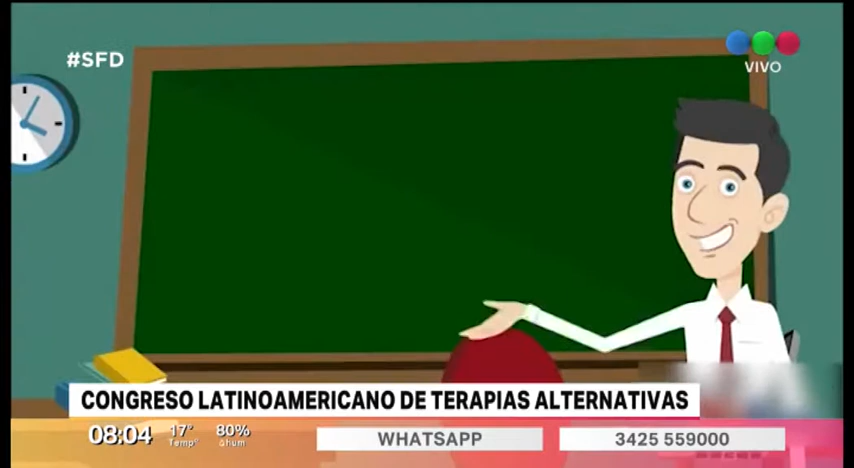 #SFD
VIVO
CONGRESO LATINOAMERICANO DE TERAPIAS ALTERNATIVAS
08:04 17° 80%
Temp° %hum
WHATSAPP 3425 559000